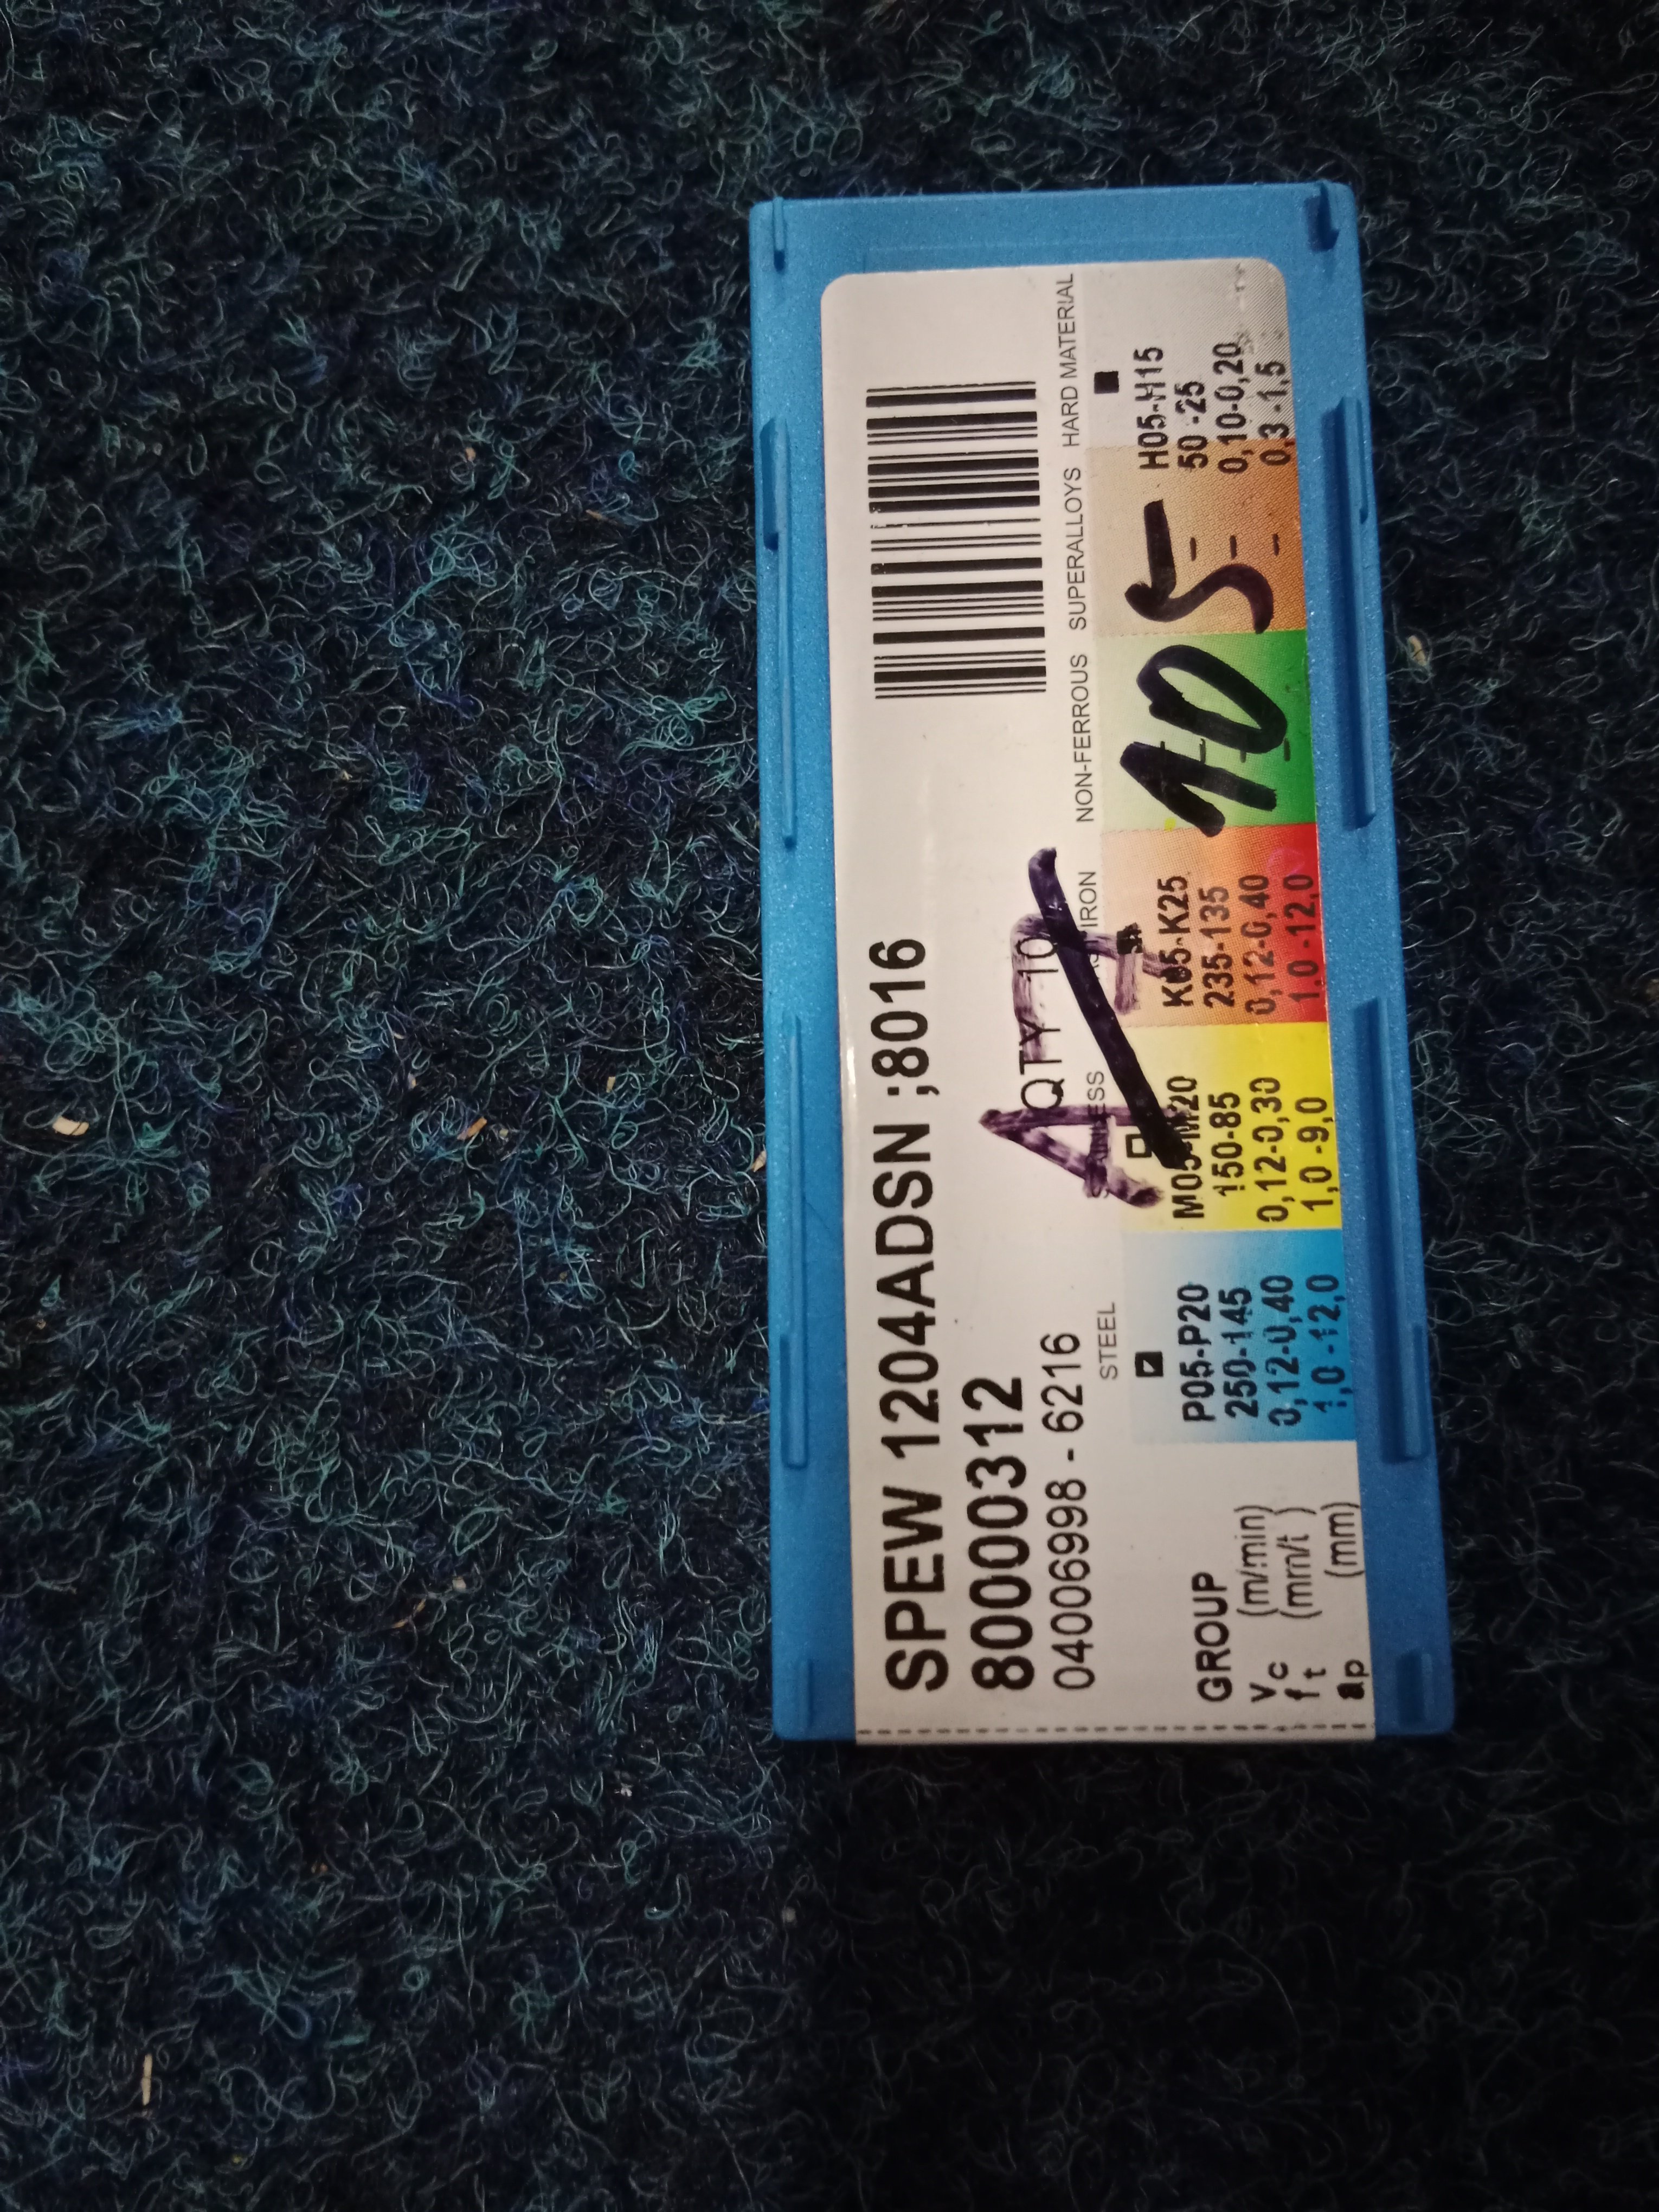 SPEW 1204ADSN ;8016
8000312
04006998 - 6216
QTY 10
STEEL IRON NON-FERROUS SUPERALLOYS HARD MATERIAL
GROUP P05-P20 M05-M20 K05-K25 H05-H15
Vc (m/min) 250-145 150-85 235-135 - 50 -25
ft (mm/t ) 0,12-0,40 0,12-0,30 0,12-0,40 - 0,10-0,20
ap (mm) 1,0 -12,0 1,0 -9,0 1,0 -12,0 - 0,3 -1,5
10 5